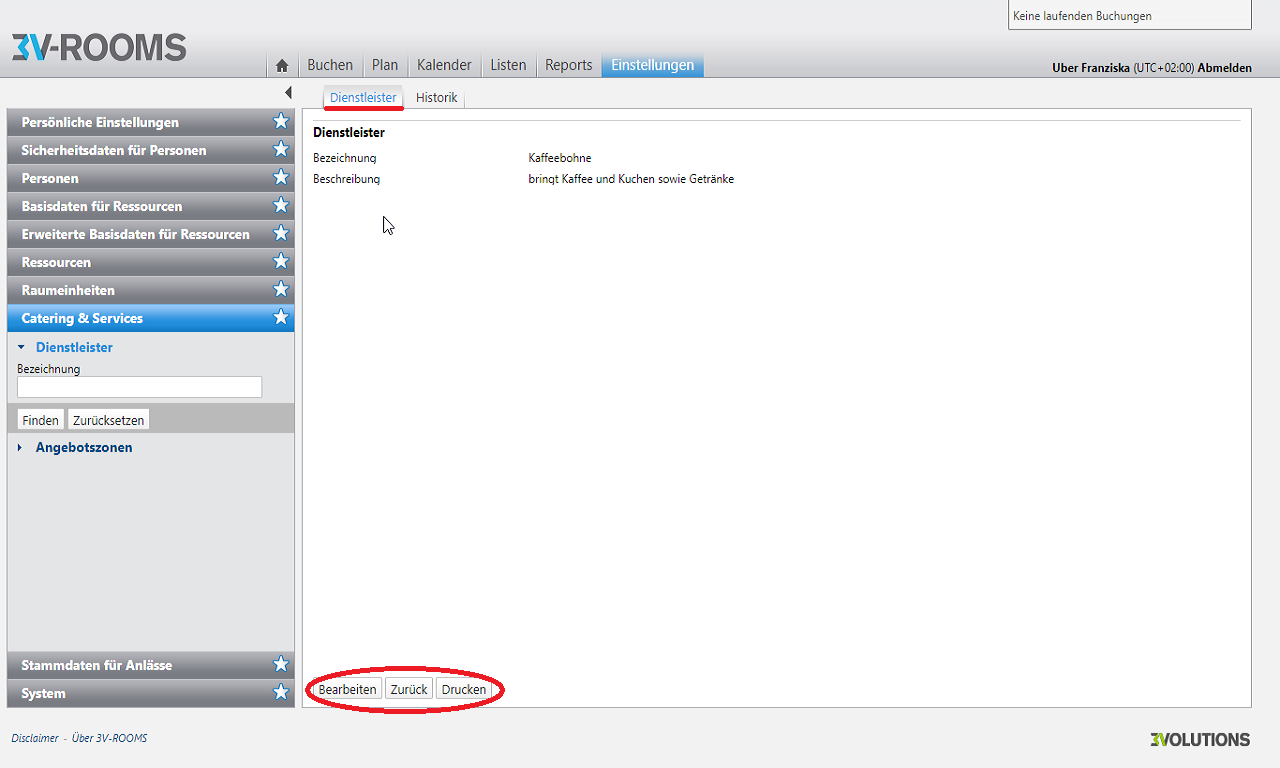 Keine laufenden Buchungen
3V-ROOMS
Buchen Plan Kalender Listen Reports Einstellungen
Uber Franziska (UTC+02:00) Abmelden
Dienstleister Historik
Persönliche Einstellungen
Sicherheitsdaten für Personen
Personen
Basisdaten für Ressourcen
Erweiterte Basisdaten für Ressourcen
Ressourcen
Raumeinheiten
Catering & Services
Dienstleister
Bezeichnung
Finden Zurücksetzen
Angebotszonen
Stammdaten für Anlässe
System
Dienstleister
Bezeichnung Kaffeebohne
Beschreibung bringt Kaffee und Kuchen sowie Getränke
Bearbeiten Zurück Drucken
Disclaimer - Über 3V-ROOMS
3VOLUTIONS